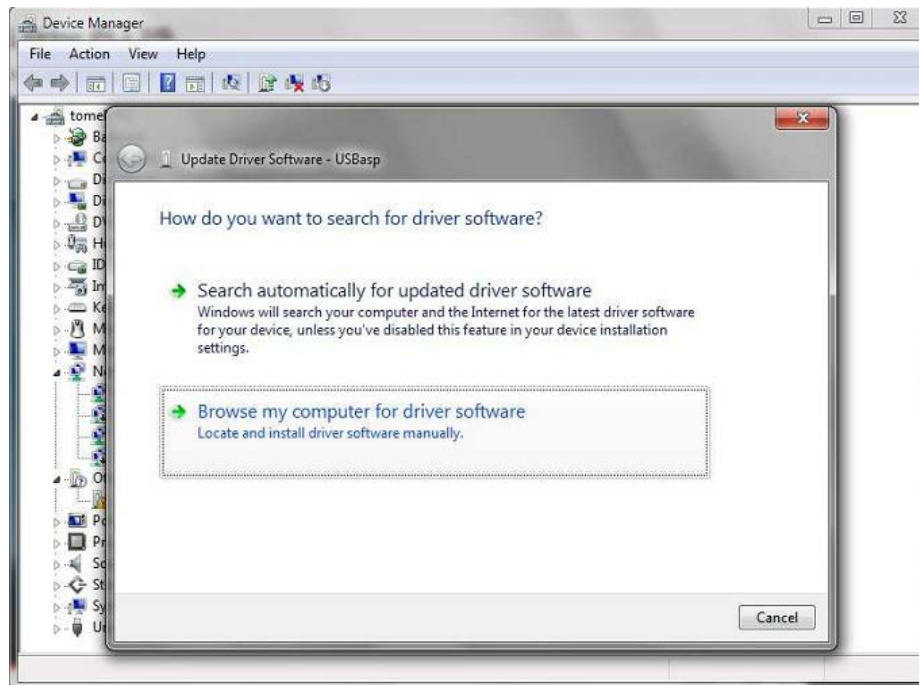 Device Manager
File Action View Help
Update Driver Software - USBasp
How do you want to search for driver software?
Search automatically for updated driver software
Windows will search your computer and the Internet for the latest driver software
for your device, unless you've disabled this feature in your device installation
settings.
Browse my computer for driver software
Locate and install driver software manually.
Cancel